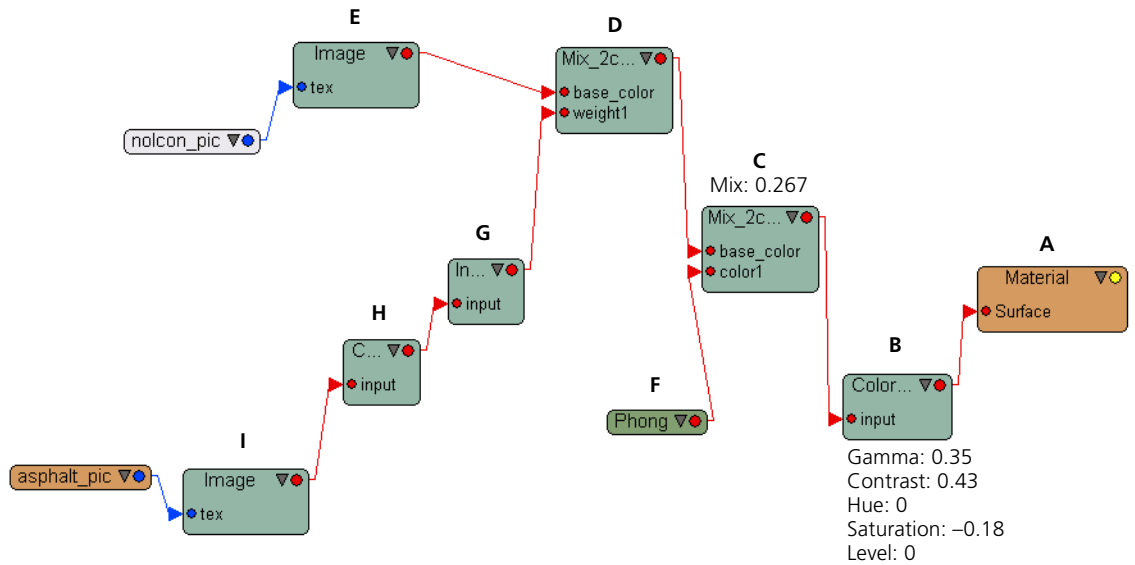 E
Image
tex
noIcon_pic
D
Mix_2c...
base_color
weight1
C
Mix: 0.267
Mix_2c...
base_color
color1
G
In...
input
A
Material
Surface
H
C...
input
B
Color...
input
Gamma: 0.35
Contrast: 0.43
Hue: 0
Saturation: –0.18
Level: 0
F
Phong
I
Image
tex
asphalt_pic